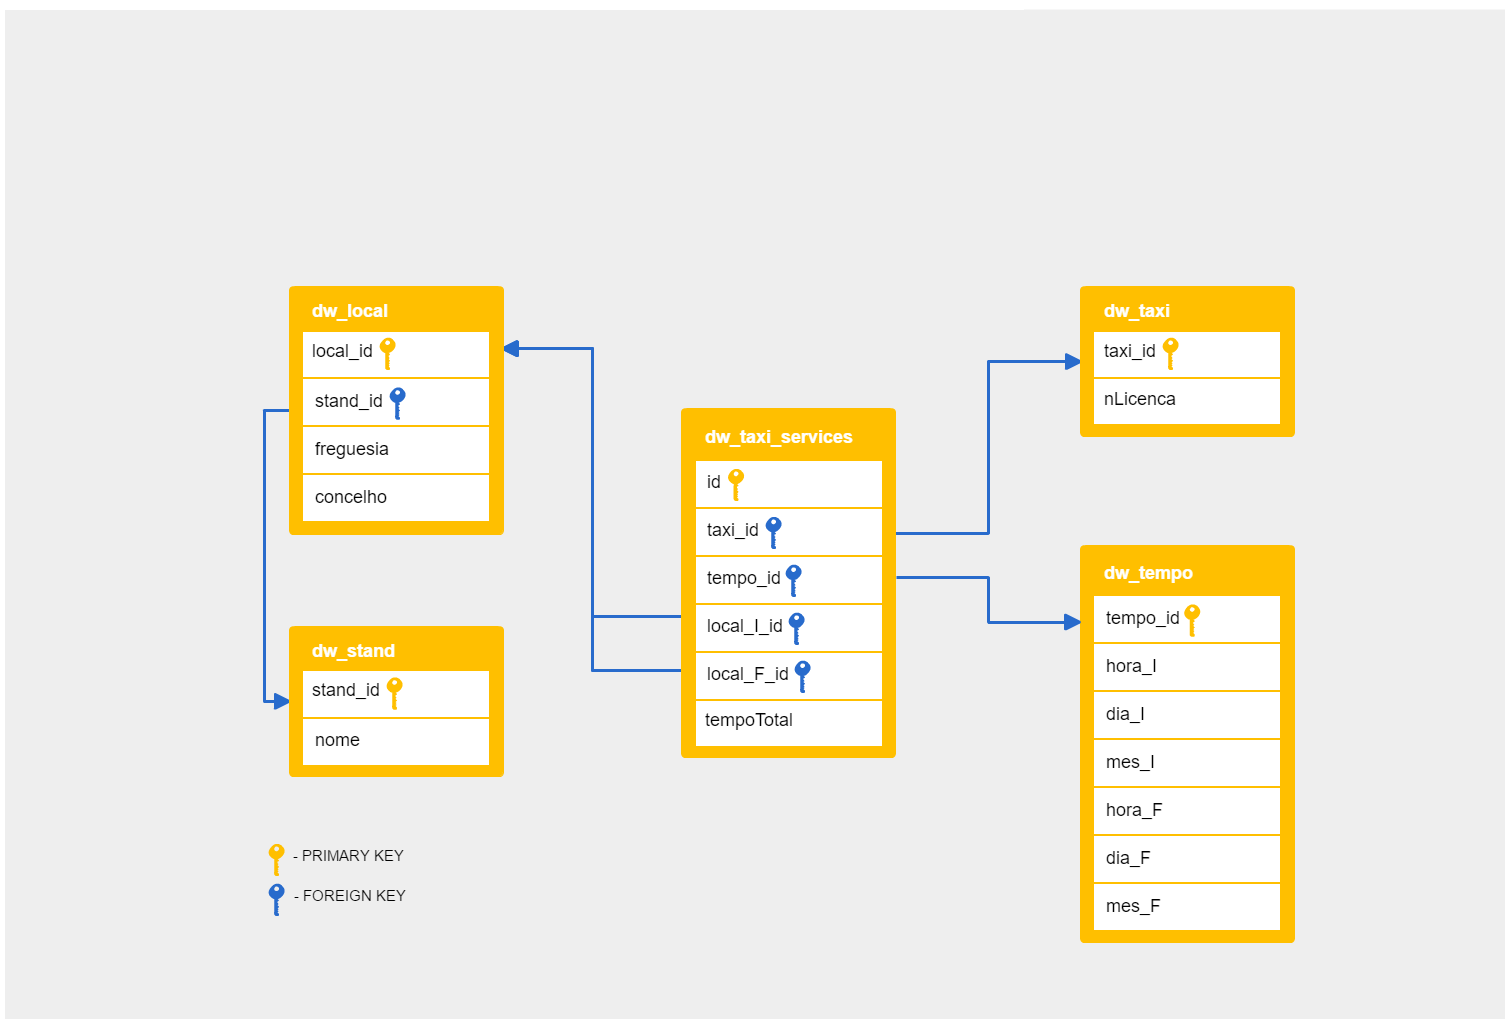 dw_local
local_id
stand_id
freguesia
concelho
dw_stand
stand_id
nome
- PRIMARY KEY
- FOREIGN KEY
dw_taxi_services
id
taxi_id
tempo_id
local_I_id
local_F_id
tempoTotal
dw_taxi
taxi_id
nLicenca
dw_tempo
tempo_id
hora_I
dia_I
mes_I
hora_F
dia_F
mes_F